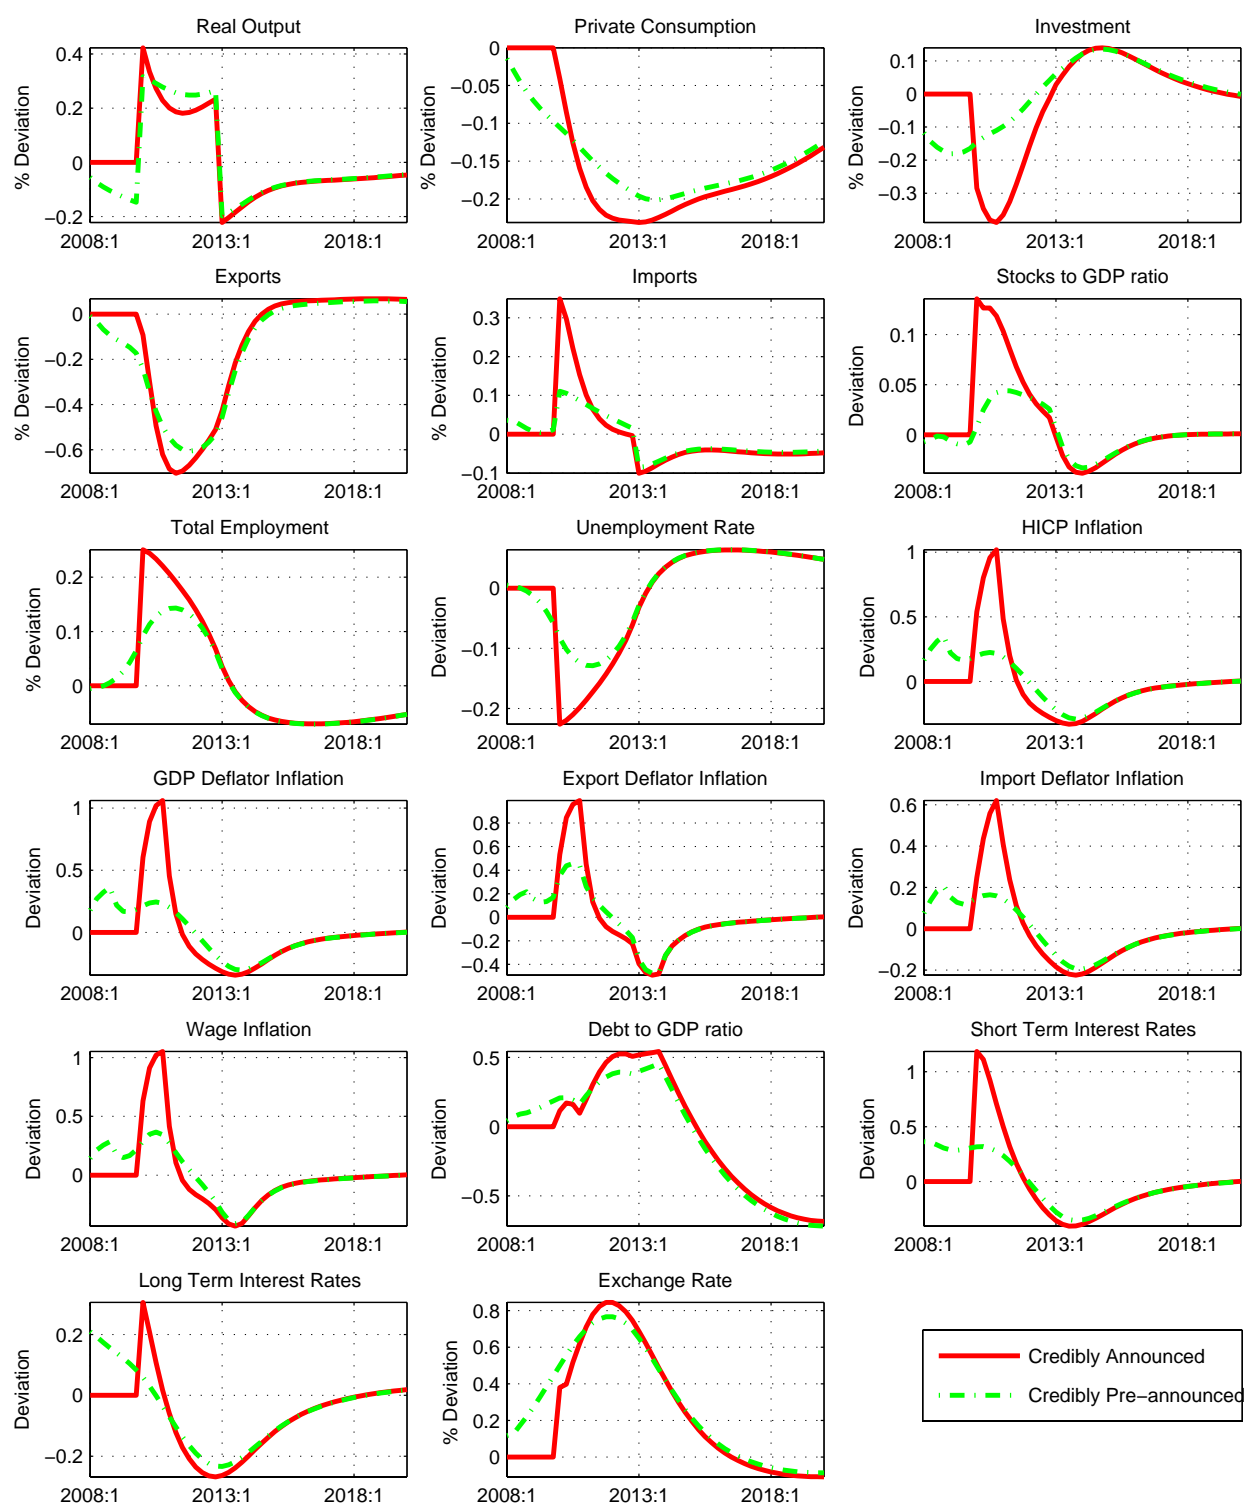 Real Output
% Deviation
0.4
0.2
0
−0.2
2008:1 2013:1 2018:1
Private Consumption
% Deviation
0
−0.05
−0.1
−0.15
−0.2
2008:1 2013:1 2018:1
Investment
0.1
0
−0.1
−0.2
−0.3
2008:1 2013:1 2018:1
Exports
% Deviation
0
−0.2
−0.4
−0.6
2008:1 2013:1 2018:1
Imports
% Deviation
0.3
0.2
0.1
0
−0.1
2008:1 2013:1 2018:1
Stocks to GDP ratio
Deviation
0.1
0.05
0
2008:1 2013:1 2018:1
Total Employment
% Deviation
0.2
0.1
0
2008:1 2013:1 2018:1
Unemployment Rate
Deviation
0
−0.1
−0.2
2008:1 2013:1 2018:1
HICP Inflation
Deviation
1
0.5
0
2008:1 2013:1 2018:1
GDP Deflator Inflation
Deviation
1
0.5
0
2008:1 2013:1 2018:1
Export Deflator Inflation
Deviation
0.8
0.6
0.4
0.2
0
−0.2
−0.4
2008:1 2013:1 2018:1
Import Deflator Inflation
Deviation
0.6
0.4
0.2
0
−0.2
2008:1 2013:1 2018:1
Wage Inflation
Deviation
1
0.5
0
2008:1 2013:1 2018:1
Debt to GDP ratio
Deviation
0.5
0
−0.5
2008:1 2013:1 2018:1
Short Term Interest Rates
Deviation
1
0.5
0
2008:1 2013:1 2018:1
Long Term Interest Rates
Deviation
0.2
0
−0.2
2008:1 2013:1 2018:1
Exchange Rate
% Deviation
0.8
0.6
0.4
0.2
0
2008:1 2013:1 2018:1
Credibly Announced
Credibly Pre−announced